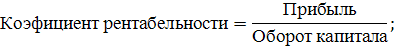 Коэфициент рентабельности = Прибыль / Оборот капитала ;